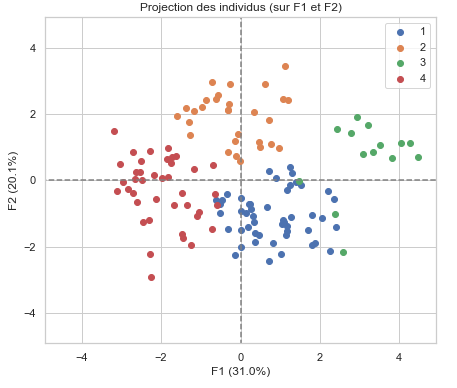 Projection des individus (sur F1 et F2)
1
2
3
4
4
2
0
−2
−4
F2 (20.1%)
−4 −2 0 2 4
F1 (31.0%)